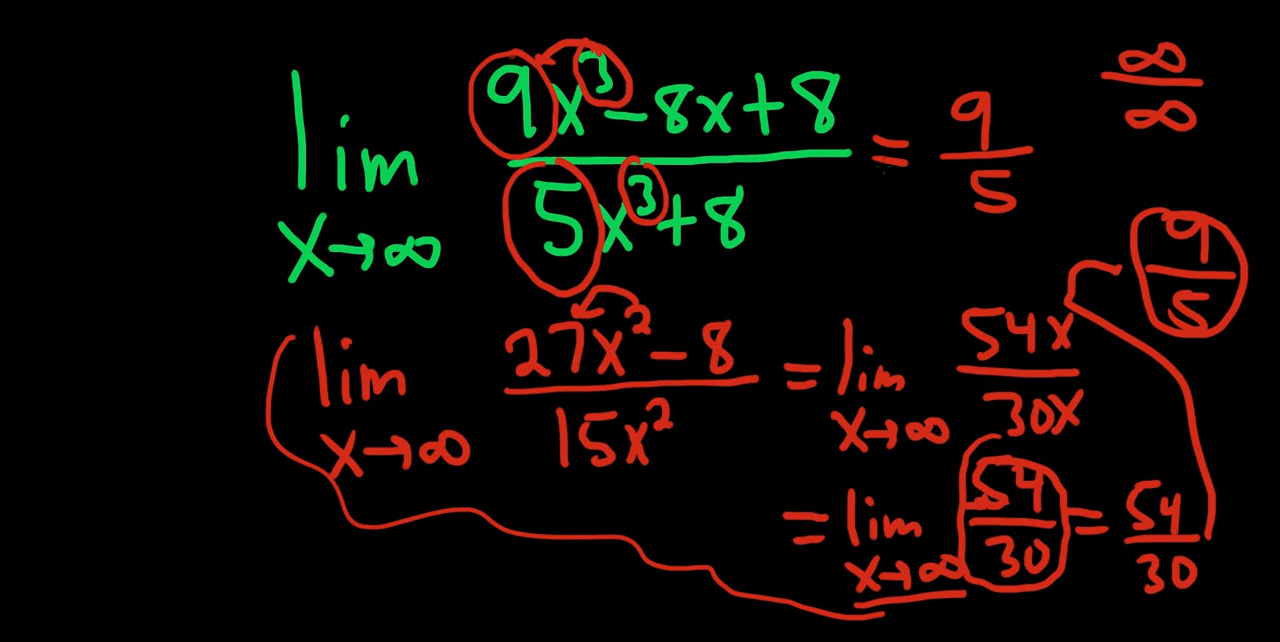 lim x→∞ (9x³ - 8x + 8)/(5x³ + 8) = 9/5
∞/∞
9/5
lim x→∞ (27x² - 8)/(15x²) = lim x→∞ 54x/30x
= lim x→∞ 54/30 = 54/30